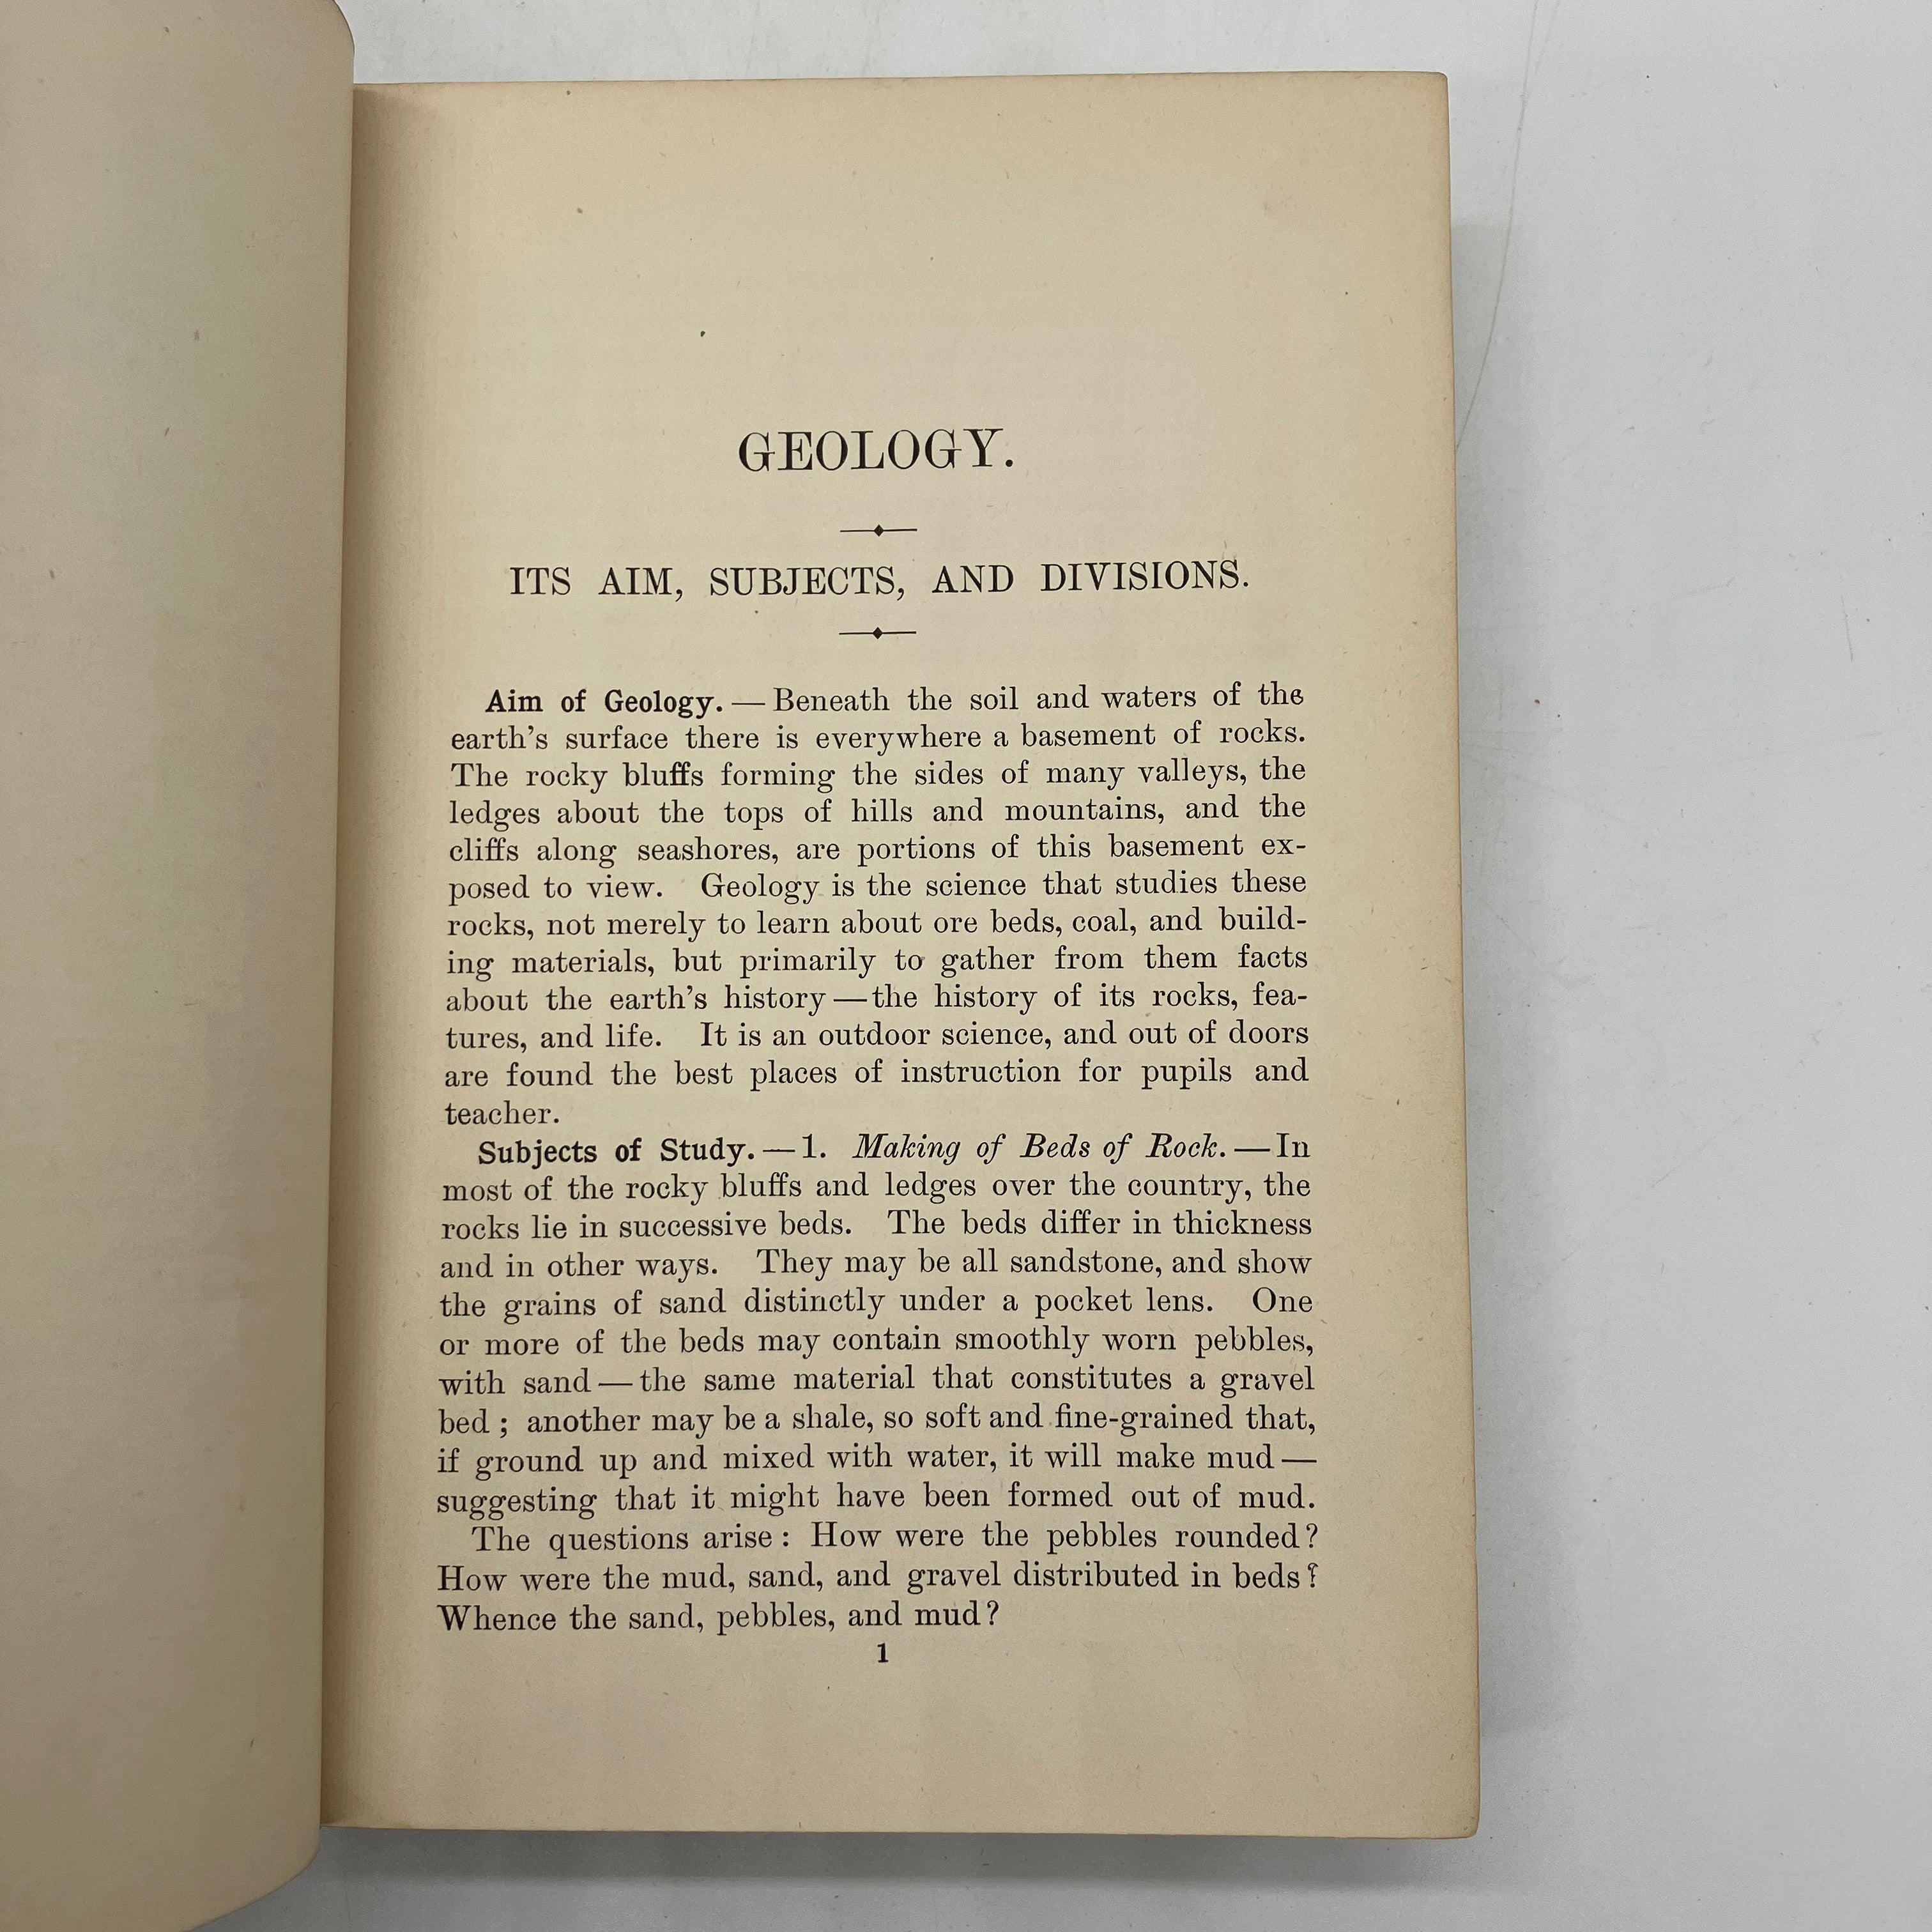 GEOLOGY.
ITS AIM, SUBJECTS, AND DIVISIONS.
Aim of Geology. — Beneath the soil and waters of the
earth's surface there is everywhere a basement of rocks.
The rocky bluffs forming the sides of many valleys, the
ledges about the tops of hills and mountains, and the
cliffs along seashores, are portions of this basement ex-
posed to view. Geology is the science that studies these
rocks, not merely to learn about ore beds, coal, and build-
ing materials, but primarily to gather from them facts
about the earth's history — the history of its rocks, fea-
tures, and life. It is an outdoor science, and out of doors
are found the best places of instruction for pupils and
teacher.
Subjects of Study. — 1. Making of Beds of Rock. — In
most of the rocky bluffs and ledges over the country, the
rocks lie in successive beds. The beds differ in thickness
and in other ways. They may be all sandstone, and show
the grains of sand distinctly under a pocket lens. One
or more of the beds may contain smoothly worn pebbles,
with sand — the same material that constitutes a gravel
bed ; another may be a shale, so soft and fine-grained that,
if ground up and mixed with water, it will make mud —
suggesting that it might have been formed out of mud.
The questions arise : How were the pebbles rounded?
How were the mud, sand, and gravel distributed in beds?
Whence the sand, pebbles, and mud?
1